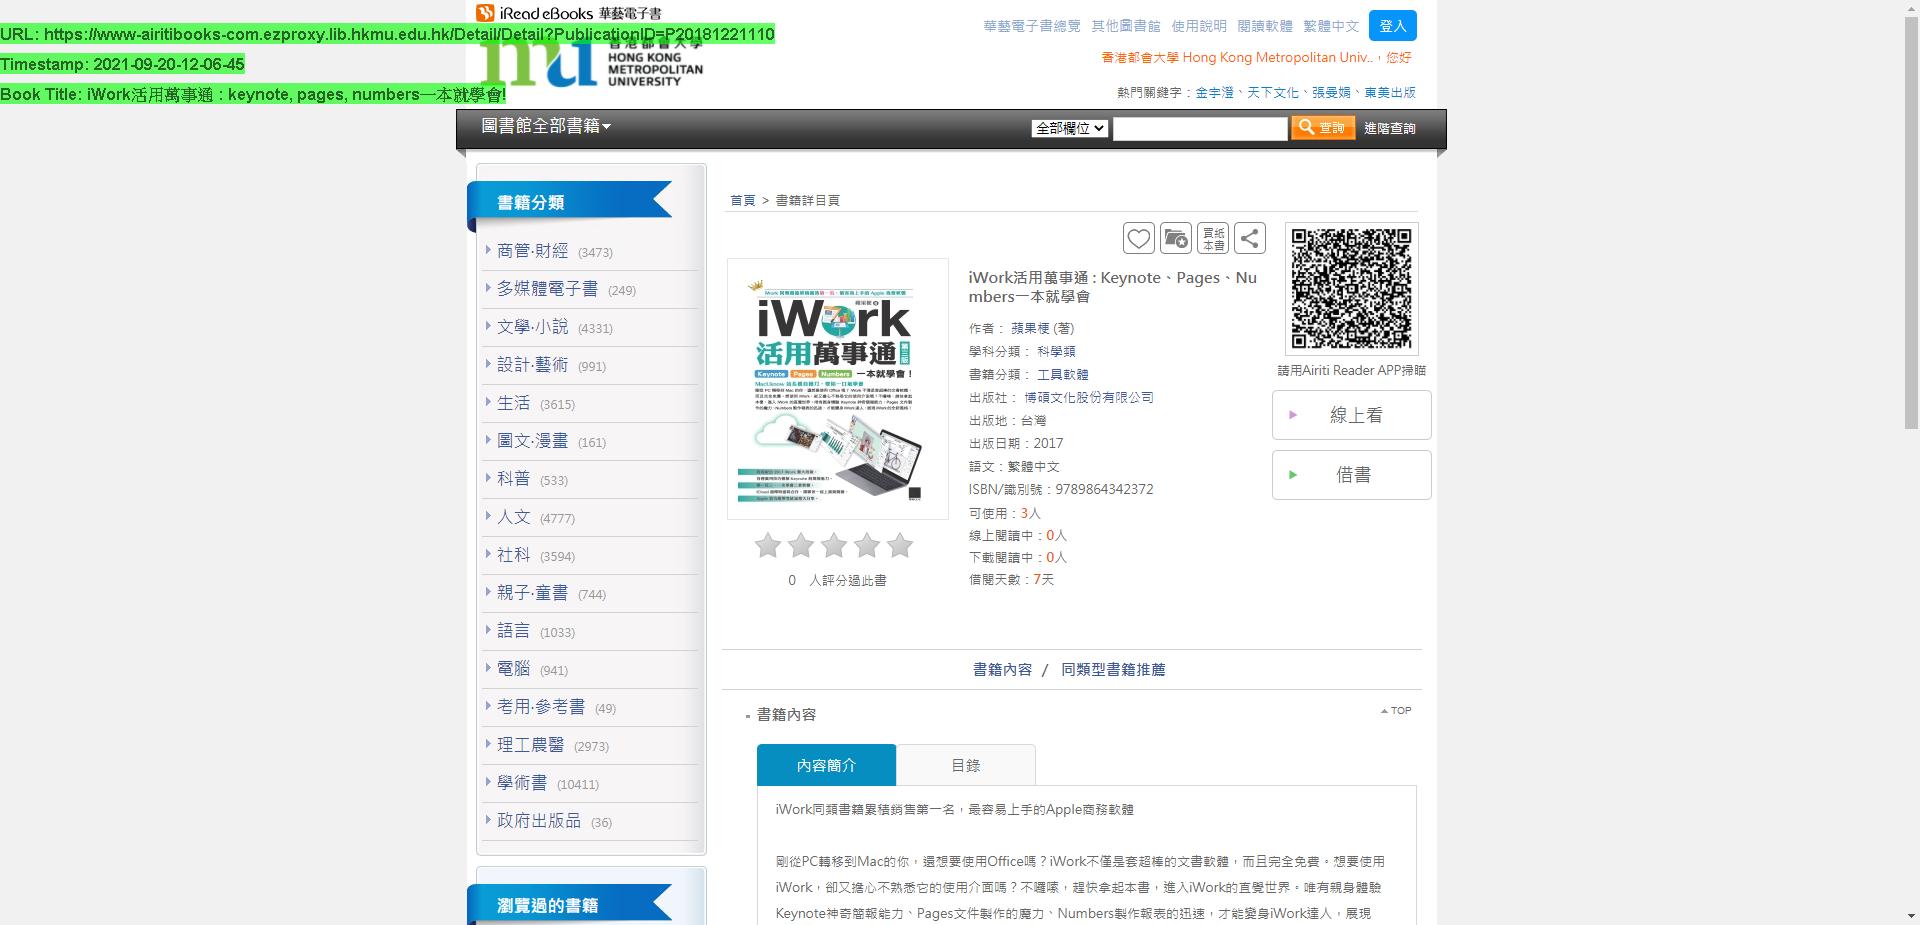 iRead eBooks 華藝電子書
URL: https://www-airitibooks-com.ezproxy.lib.hkmu.edu.hk/Detail/Detail?PublicationID=P20181221110
Timestamp: 2021-09-20-12-06-45
Book Title: iWork活用萬事通 : keynote, pages, numbers一本就學會!
香港都會大學
HONG KONG
METROPOLITAN
UNIVERSITY
華藝電子書總覽 其他圖書館 使用說明 閱讀軟體 繁體中文 登入
香港都會大學 Hong Kong Metropolitan Univ..，您好
熱門關鍵字：金宇澄、天下文化、張曼娟、東美出版
圖書館全部書籍
全部欄位 查詢 進階查詢
書籍分類
商管‧財經 (3473)
多媒體電子書 (249)
文學‧小說 (4331)
設計‧藝術 (991)
生活 (3615)
圖文‧漫畫 (161)
科普 (533)
人文 (4777)
社科 (3594)
親子‧童書 (744)
語言 (1033)
電腦 (941)
考用‧參考書 (49)
理工農醫 (2973)
學術書 (10411)
政府出版品 (36)
瀏覽過的書籍
首頁 > 書籍詳目頁
買紙
本書
iWork
活用萬事通
第三版
Keynote Pages Numbers 一本就學會！
0 人評分過此書
iWork活用萬事通 : Keynote、Pages、Nu
mbers一本就學會
作者： 蘋果梗 (著)
學科分類： 科學類
書籍分類： 工具軟體
出版社： 博碩文化股份有限公司
出版地：台灣
出版日期：2017
語文：繁體中文
ISBN/識別號：9789864342372
可使用：3人
線上閱讀中：0人
下載閱讀中：0人
借閱天數：7天
請用Airiti Reader APP掃瞄
線上看
借書
書籍內容 / 同類型書籍推薦
書籍內容
TOP
內容簡介 目錄
iWork同類書籍累積銷售第一名，最容易上手的Apple商務軟體
剛從PC轉移到Mac的你，還想要使用Office嗎？iWork不僅是套超棒的文書軟體，而且完全免費。想要使用
iWork，卻又擔心不熟悉它的使用介面嗎？不囉嗦，趕快拿起本書，進入iWork的直覺世界。唯有親身體驗
Keynote神奇簡報能力、Pages文件製作的魔力、Numbers製作報表的迅速，才能變身iWork達人，展現